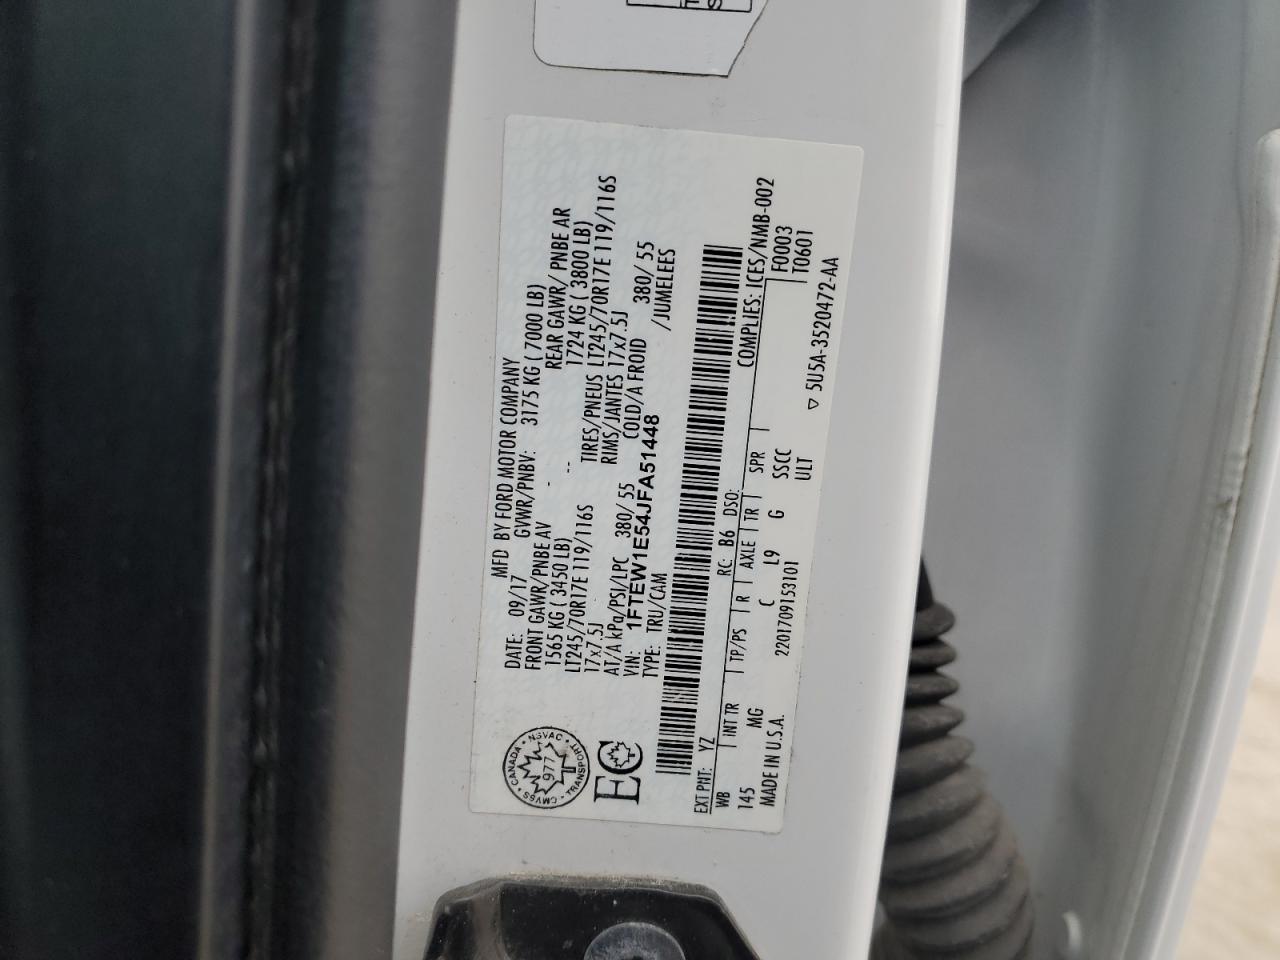 MFD BY FORD MOTOR COMPANY
DATE: 09/17 GVWR/PNBV: 3175 KG ( 7000 LB)
FRONT GAWR/PNBE AV REAR GAWR/ PNBE AR
1565 KG ( 3450 LB) -- 1724 KG ( 3800 LB)
LT245/70R17E 119/116S TIRES/PNEUS LT245/70R17E 119/116S
17x7.5J RIMS/JANTES 17x7.5J
AT/A kPa/PSI/LPC 380/ 55 COLD/A FROID 380/ 55
VIN: 1FTEW1E54JFA51448 /JUMELEES
TYPE: TRU/CAM
EXT PNT: YZ RC: B6 DSO: COMPLIES: ICES/NMB-002
WB INT TR TP/PS R AXLE TR SPR F0003
145 MG C L9 G SSCC T0601
MADE IN U.S.A. 2201709153101 ULT ▽ 5U5A-3520472-AA
CANADA • NSVAC • TRANSPORT • CMVSS
977
EC